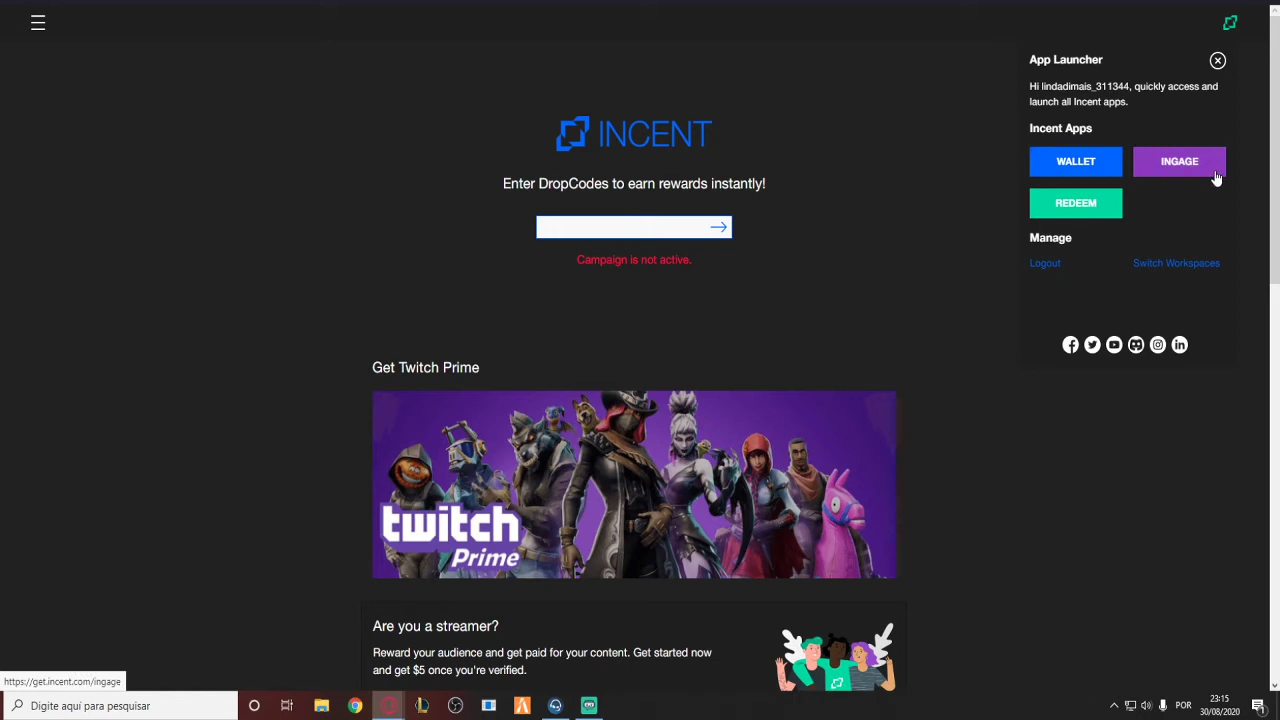 App Launcher
Hi lindadimais_311344, quickly access and
launch all Incent apps.
Incent Apps
WALLET
INGAGE
REDEEM
Manage
Logout
Switch Workspaces
INCENT
Enter DropCodes to earn rewards instantly!
Campaign is not active.
Get Twitch Prime
twitch
Prime
Are you a streamer?
Reward your audience and get paid for your content. Get started now
and get $5 once you're verified.
https://get.incent.com/ingage
Digite aqui para pesquisar
POR
23:15
30/08/2020
1